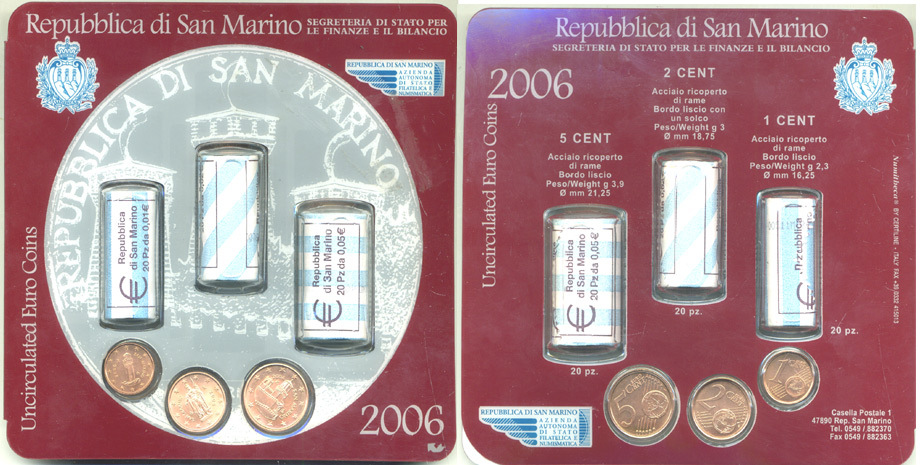 Repubblica di San Marino
SEGRETERIA DI STATO PER
LE FINANZE E IL BILANCIO
REPUBBLICA DI SAN MARINO
AZIENDA
AUTONOMA
DI STATO
FILATELICA E
NUMISMATICA
REPUBBLICA DI SAN MARINO
Repubblica
di San Marino
20 Pz da 0,01€
€
Repubblica
di San Marino
20 Pz da 0,05€
€
Uncirculated Euro Coins
2006
Repubblica di San Marino
SEGRETERIA DI STATO PER LE FINANZE E IL BILANCIO
2006
2 CENT
Acciaio ricoperto
di rame
Bordo liscio con
un solco
Peso/Weight g 3
Ø mm 18,75
5 CENT
Acciaio ricoperto
di rame
Bordo liscio
Peso/Weight g 3,9
Ø mm 21,25
1 CENT
Acciaio ricoperto
di rame
Bordo liscio
Peso/Weight g 2,3
Ø mm 16,25
Uncirculated Euro Coins
Repubblica
di San Marino
20 Pz da 0,05€
€
Repubblica
20 pz.
20 pz.
20 pz.
5
2
1
REPUBBLICA DI SAN MARINO
AZIENDA
AUTONOMA
DI STATO
FILATELICA E
NUMISMATICA
Casella Postale 1
47890 Rep. San Marino
Tel. 0549 / 882370
Fax 0549 / 882363